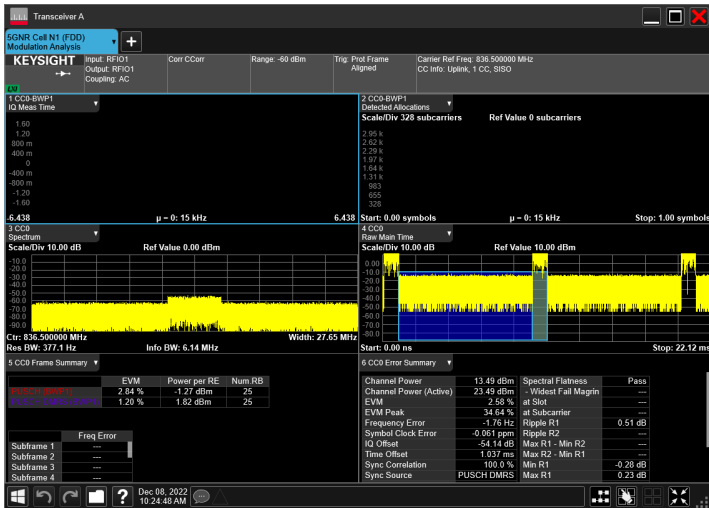 Transceiver A
5GNR Cell N1 (FDD)
Modulation Analysis
+
KEYSIGHT
LXI
Input: RFIO1
Output: RFIO1
Coupling: AC
Corr CCorr
Range: -60 dBm
Trig: Prot Frame
Aligned
Carrier Ref Freq: 836.500000 MHz
CC Info: Uplink, 1 CC, SISO
1 CC0-BWP1
IQ Meas Time
1.60
1.20
800 m
400 m
0
-400 m
-800 m
-1.20
-1.60
-6.438
μ – 0: 15 kHz
6.438
2 CC0-BWP1
Detected Allocations
Scale/Div 328 subcarriers
Ref Value 0 subcarriers
2.95 k
2.62 k
2.29 k
1.97 k
1.64 k
1.31 k
983
655
328
Start: 0.00 symbols
μ – 0: 15 kHz
Stop: 1.00 symbols
3 CC0
Spectrum
Scale/Div 10.00 dB
Ref Value 0.00 dBm
-10.0
-20.0
-30.0
-40.0
-50.0
-60.0
-70.0
-80.0
-90.0
Ctr: 836.500000 MHz
Width: 27.65 MHz
Res BW: 377.1 Hz
Info BW: 6.14 MHz
4 CC0
Raw Main Time
Scale/Div 10.00 dB
Ref Value 10.00 dBm
0.00
-10.0
-20.0
-30.0
-40.0
-50.0
-60.0
-70.0
-80.0
Start: 0.00 ns
Stop: 22.12 ms
5 CC0 Frame Summary
EVM Power per RE Num.RB
2.84 % -1.27 dBm 25
1.20 % 1.82 dBm 25
Freq Error
Subframe 1 ---
Subframe 2 ---
Subframe 3 ---
Subframe 4 ---
6 CC0 Error Summary
Channel Power 13.49 dBm Spectral Flatness Pass
Channel Power (Active) 23.49 dBm - Widest Fail Magrin ---
EVM 2.58 % at Slot ---
EVM Peak 34.64 % at Subcarrier ---
Frequency Error -1.76 Hz Ripple R1 0.51 dB
Symbol Clock Error -0.061 ppm Ripple R2 ---
IQ Offset -54.14 dB Max R1 - Min R2 ---
Time Offset 1.037 ms Max R2 - Min R1 ---
Sync Correlation 100.0 % Min R1 -0.28 dB
Sync Source PUSCH DMRS Max R1 0.23 dB
?
Dec 08, 2022
10:24:48 AM